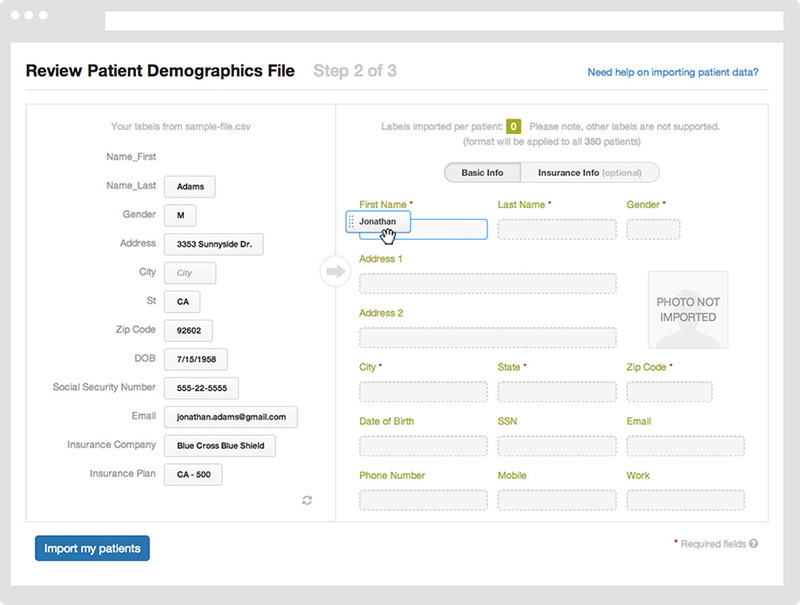 Review Patient Demographics File Step 2 of 3
Need help on importing patient data?
Your labels from sample-file.csv
Name_First
Name_Last Adams
Gender M
Address 3353 Sunnyside Dr.
City City
St CA
Zip Code 92602
DOB 7/15/1958
Social Security Number 555-22-5555
Email jonathan.adams@gmail.com
Insurance Company Blue Cross Blue Shield
Insurance Plan CA - 500
Labels imported per patient: 0 Please note, other labels are not supported.
(format will be applied to all 350 patients)
Basic Info Insurance Info (optional)
First Name * Last Name * Gender *
Jonathan
Address 1
Address 2
PHOTO NOT
IMPORTED
City * State * Zip Code *
Date of Birth SSN Email
Phone Number Mobile Work
Import my patients
* Required fields ?